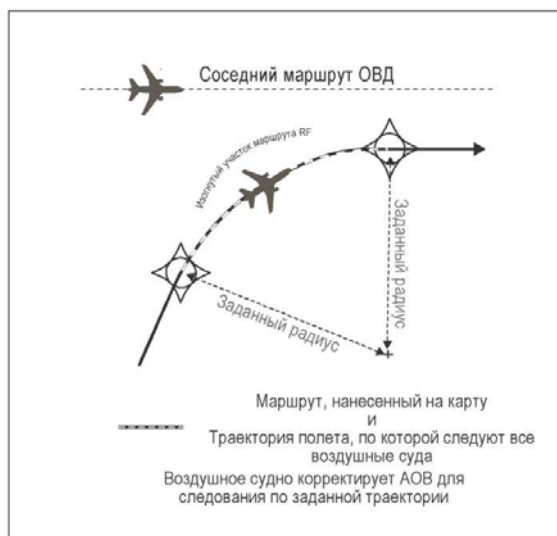 Соседний маршрут ОВД
Изогнутый участок маршрута RF
Заданный радиус
Заданный радиус
Маршрут, нанесенный на карту
и
Траектория полета, по которой следуют все
воздушные суда
Воздушное судно корректирует АОВ для
следования по заданной траектории